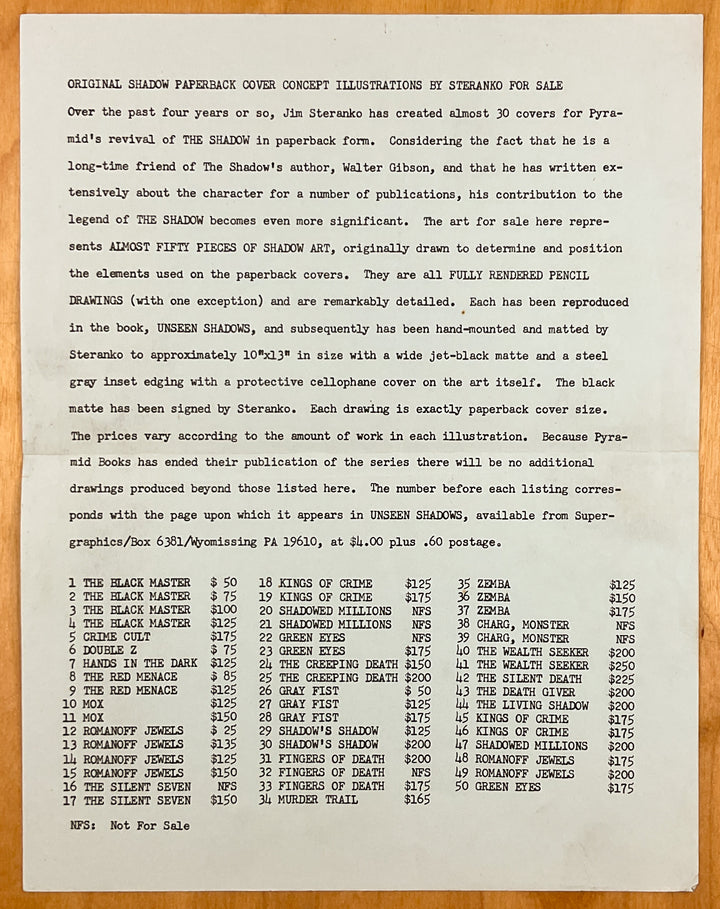 ORIGINAL SHADOW PAPERBACK COVER CONCEPT ILLUSTRATIONS BY STERANKO FOR SALE
Over the past four years or so, Jim Steranko has created almost 30 covers for Pyra-
mid's revival of THE SHADOW in paperback form. Considering the fact that he is a
long-time friend of The Shadow's author, Walter Gibson, and that he has written ex-
tensively about the character for a number of publications, his contribution to the
legend of THE SHADOW becomes even more significant. The art for sale here repre-
sents ALMOST FIFTY PIECES OF SHADOW ART, originally drawn to determine and position
the elements used on the paperback covers. They are all FULLY RENDERED PENCIL
DRAWINGS (with one exception) and are remarkably detailed. Each has been reproduced
in the book, UNSEEN SHADOWS, and subsequently has been hand-mounted and matted by
Steranko to approximately 10"x13" in size with a wide jet-black matte and a steel
gray inset edging with a protective cellophane cover on the art itself. The black
matte has been signed by Steranko. Each drawing is exactly paperback cover size.
The prices vary according to the amount of work in each illustration. Because Pyra-
mid Books has ended their publication of the series there will be no additional
drawings produced beyond those listed here. The number before each listing corres-
ponds with the page upon which it appears in UNSEEN SHADOWS, available from Super-
graphics/Box 6381/Wyomissing PA 19610, at $4.00 plus .60 postage.
1 THE BLACK MASTER $ 50
2 THE BLACK MASTER $ 75
3 THE BLACK MASTER $100
4 THE BLACK MASTER $125
5 CRIME CULT $175
6 DOUBLE Z $ 75
7 HANDS IN THE DARK $125
8 THE RED MENACE $ 85
9 THE RED MENACE $125
10 MOX $125
11 MOX $150
12 ROMANOFF JEWELS $ 25
13 ROMANOFF JEWELS $135
14 ROMANOFF JEWELS $125
15 ROMANOFF JEWELS $150
16 THE SILENT SEVEN NFS
17 THE SILENT SEVEN $150
18 KINGS OF CRIME $125
19 KINGS OF CRIME $175
20 SHADOWED MILLIONS NFS
21 SHADOWED MILLIONS NFS
22 GREEN EYES NFS
23 GREEN EYES $175
24 THE CREEPING DEATH $150
25 THE CREEPING DEATH $200
26 GRAY FIST $ 50
27 GRAY FIST $125
28 GRAY FIST $175
29 SHADOW'S SHADOW $125
30 SHADOW'S SHADOW $200
31 FINGERS OF DEATH $200
32 FINGERS OF DEATH NFS
33 FINGERS OF DEATH $175
34 MURDER TRAIL $165
35 ZEMBA $125
36 ZEMBA $150
37 ZEMBA $175
38 CHARG, MONSTER NFS
39 CHARG, MONSTER NFS
40 THE WEALTH SEEKER $200
41 THE WEALTH SEEKER $250
42 THE SILENT DEATH $225
43 THE DEATH GIVER $200
44 THE LIVING SHADOW $200
45 KINGS OF CRIME $175
46 KINGS OF CRIME $175
47 SHADOWED MILLIONS $200
48 ROMANOFF JEWELS $175
49 ROMANOFF JEWELS $200
50 GREEN EYES $175
NFS: Not For Sale